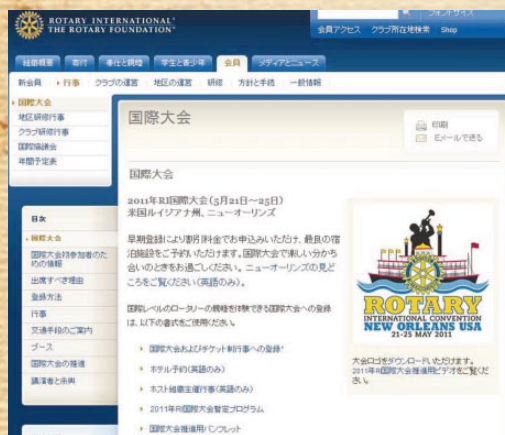 ROTARY INTERNATIONAL
THE ROTARY FOUNDATION
フォントサイズ
会員アクセス クラブ所在地検索 Shop
組織概要 寄付 奉仕と親睦 学生と青少年 会員 メディアとニュース
新会員 行事 クラブの運営 地区の運営 研修 方針と手続 一般情報
国際大会
地区研修行事
クラブ研修行事
国際協議会
年間予定表
目次
国際大会
国際大会初参加者のた
めの情報
出席すべき理由
登録方法
行事
交通手段のご案内
ブース
国際大会の推進
講演者と余興
国際大会
印刷
Eメールで送る
国際大会
2011年RI国際大会(5月21日~25日)
米国ルイジアナ州、ニューオーリンズ
早期登録により割引料金でお申込みいただけ、最良の宿
泊施設をご予約いただけます。国際大会で楽しい分かち
合いのときをお過ごしください。ニューオーリンズの見ど
ころをご覧ください(英語のみ)。
国際レベルのロータリーの親睦を体験できる国際大会への登録
は、以下の書式をご使用ください。
国際大会およびチケット制行事への登録*
ホテル予約(英語のみ)
ホスト組織主催行事(英語のみ)
2011年RI国際大会暫定プログラム
国際大会推進用パンフレット
ROTARY
INTERNATIONAL CONVENTION
NEW ORLEANS USA
21-25 MAY 2011
大会ロゴをダウンロードいただけます。
2011年RI国際大会推進用ビデオをご覧くだ
さい。